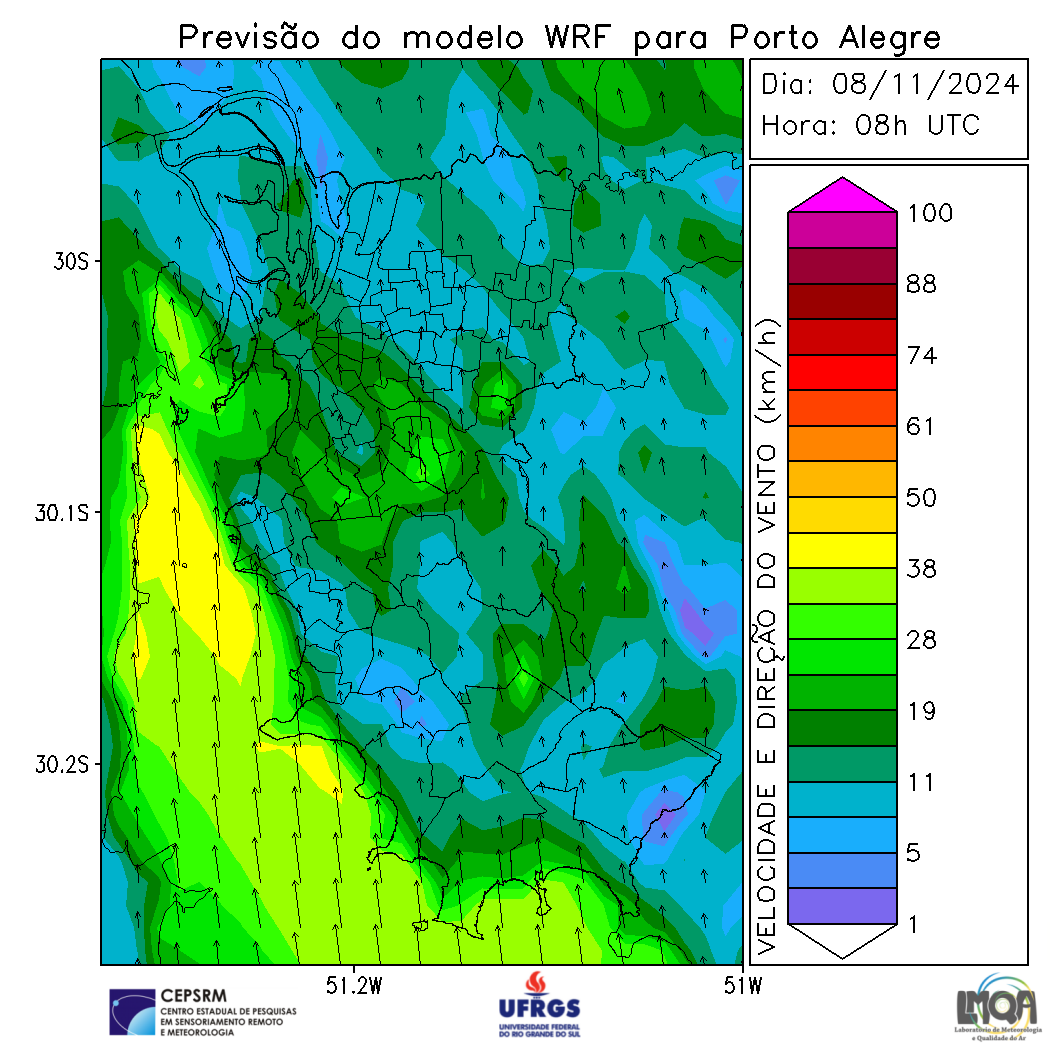 Previsão do modelo WRF para Porto Alegre
Dia: 08/11/2024
Hora: 08h UTC
30S
30.1S
30.2S
51.2W
51W
VELOCIDADE E DIREÇÃO DO VENTO (km/h)
100
88
74
61
50
38
28
19
11
5
1
CEPSRM
CENTRO ESTADUAL DE PESQUISAS
EM SENSORIAMENTO REMOTO
E METEOROLOGIA
UFRGS
UNIVERSIDADE FEDERAL
DO RIO GRANDE DO SUL
LMQA
Laboratório de Meteorologia
e Qualidade do Ar